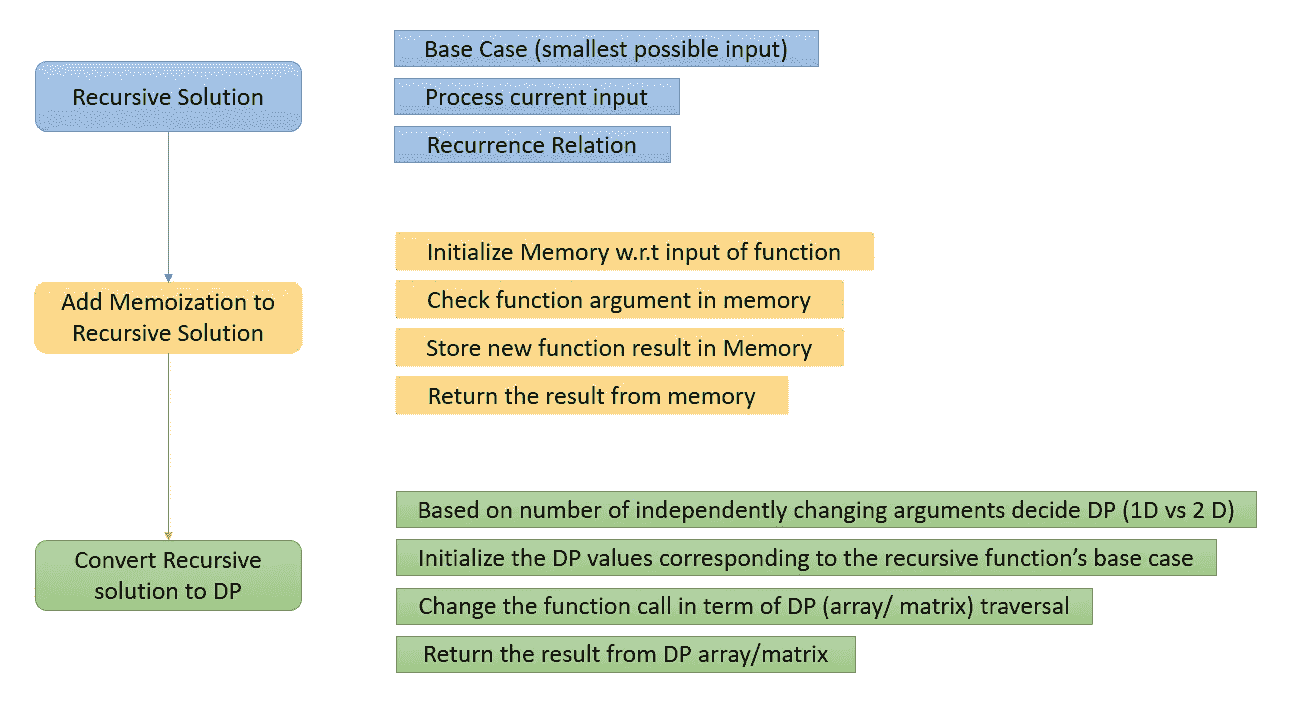 Recursive Solution
Base Case (smallest possible input)
Process current input
Recurrence Relation
Add Memoization to
Recursive Solution
Initialize Memory w.r.t input of function
Check function argument in memory
Store new function result in Memory
Return the result from memory
Convert Recursive
solution to DP
Based on number of independently changing arguments decide DP (1D vs 2 D)
Initialize the DP values corresponding to the recursive function’s base case
Change the function call in term of DP (array/ matrix) traversal
Return the result from DP array/matrix